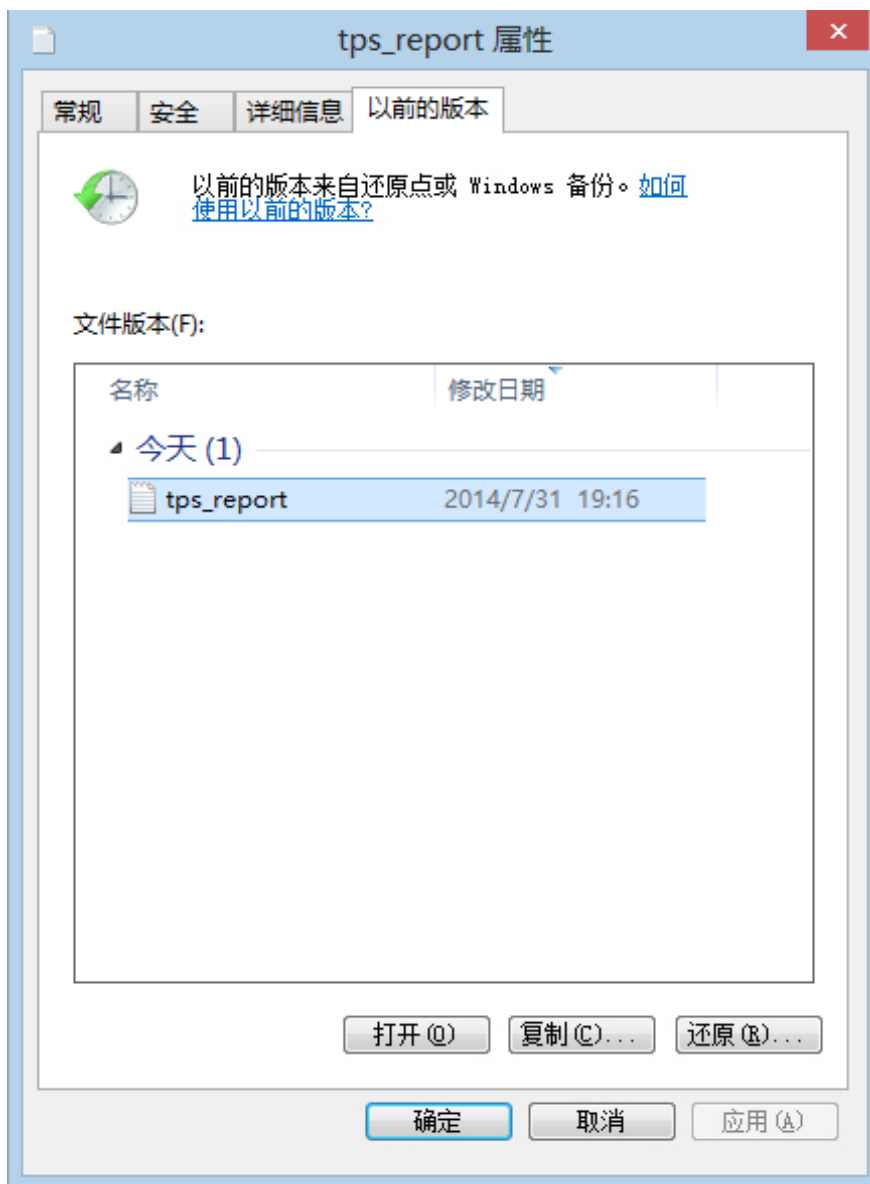 tps_report 属性
常规 安全 详细信息 以前的版本
以前的版本来自还原点或 Windows 备份。如何
使用以前的版本?
文件版本(F):
名称 修改日期
今天 (1)
tps_report 2014/7/31 19:16
打开(O) 复制(C)... 还原(R)...
确定 取消 应用(A)